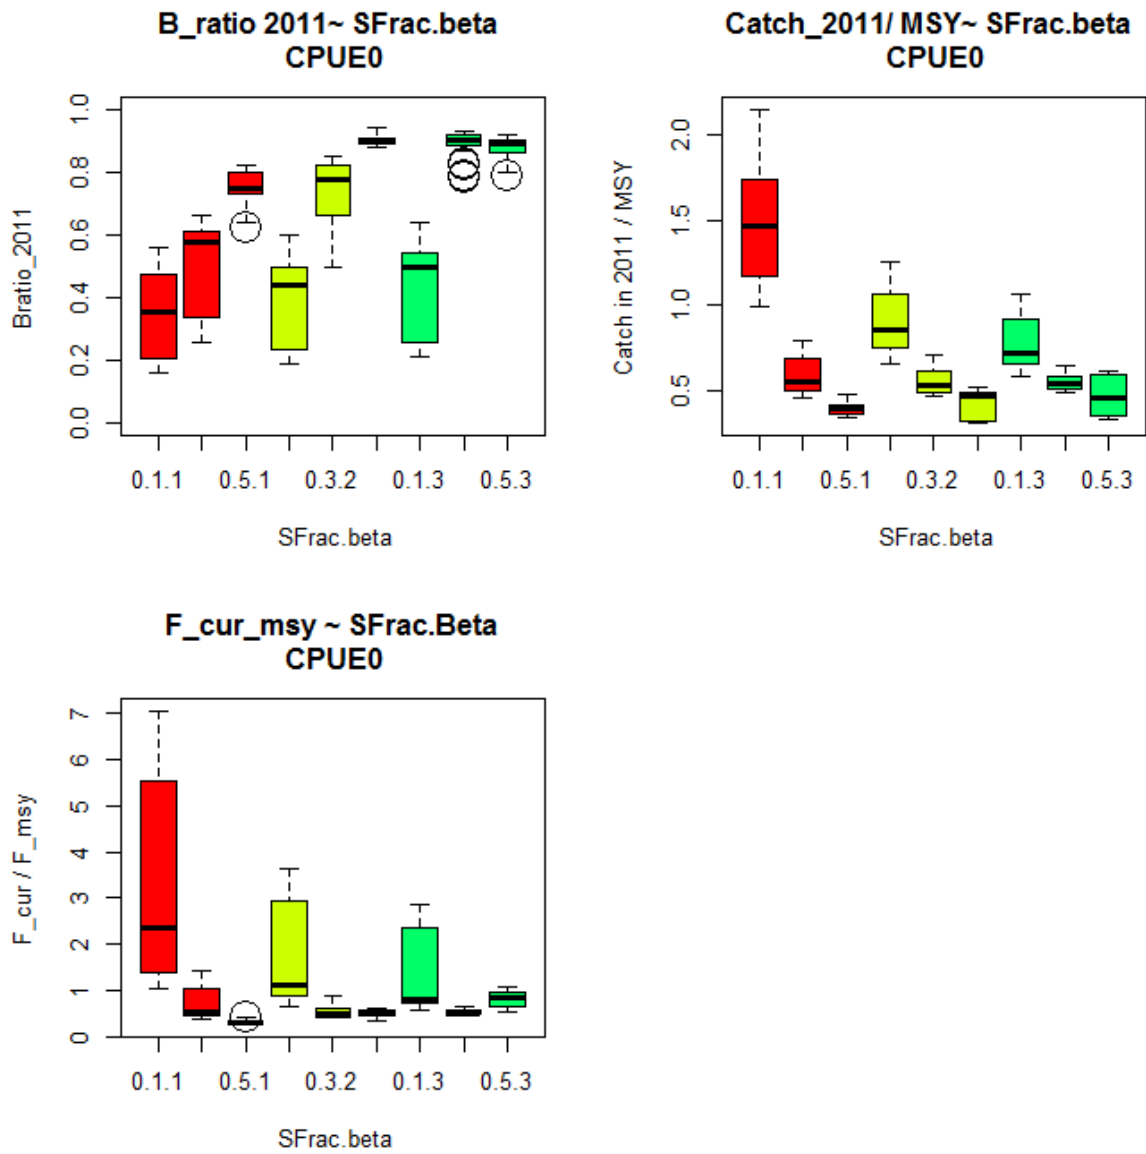 B_ratio 2011~ SFrac.beta
CPUE0
Bratio_2011
1.0
0.8
0.6
0.4
0.2
0.0
0.1.1
0.5.1
0.3.2
0.1.3
0.5.3
SFrac.beta
Catch_2011/ MSY~ SFrac.beta
CPUE0
Catch in 2011 / MSY
2.0
1.5
1.0
0.5
0.1.1
0.5.1
0.3.2
0.1.3
0.5.3
SFrac.beta
F_cur_msy ~ SFrac.Beta
CPUE0
F_cur / F_msy
7
6
5
4
3
2
1
0
0.1.1
0.5.1
0.3.2
0.1.3
0.5.3
SFrac.beta